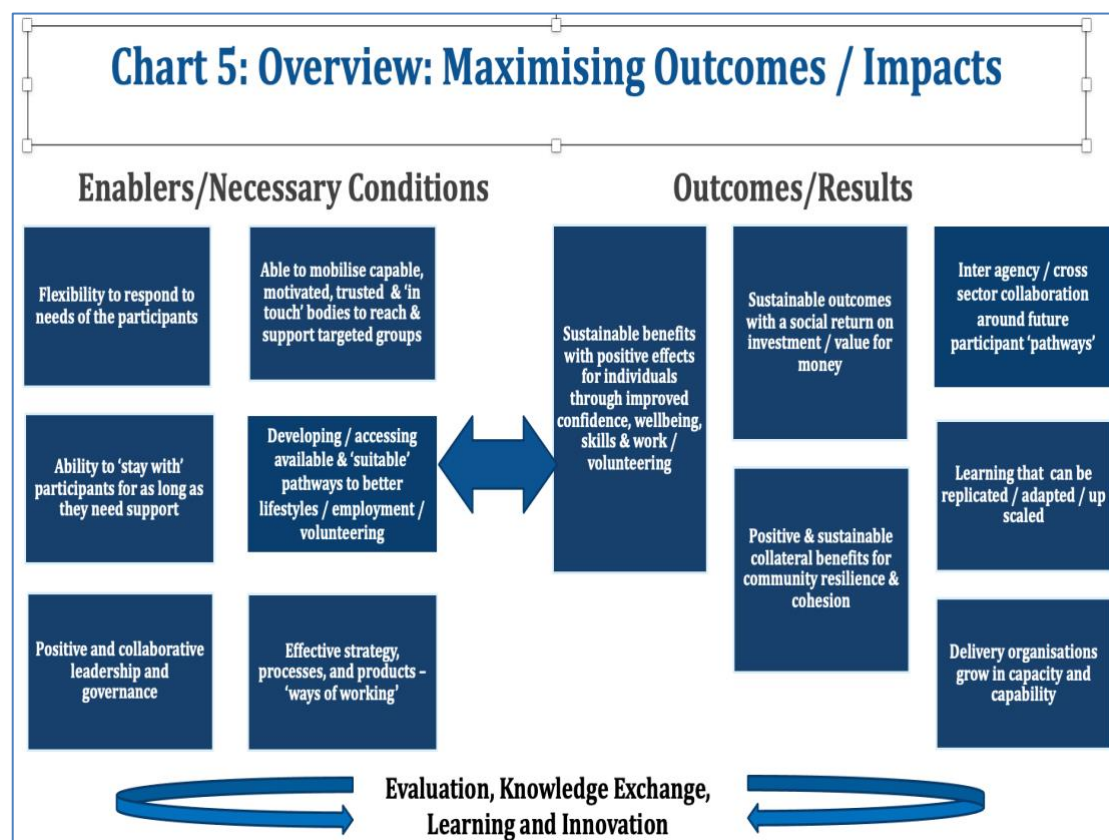 Chart 5: Overview: Maximising Outcomes / Impacts
Enablers/Necessary Conditions
Outcomes/Results
Flexibility to respond to
needs of the participants
Able to mobilise capable,
motivated, trusted & ‘in
touch’ bodies to reach &
support targeted groups
Ability to ‘stay with’
participants for as long as
they need support
Developing / accessing
available & ‘suitable’
pathways to better
lifestyles / employment /
volunteering
Positive and collaborative
leadership and
governance
Effective strategy,
processes, and products –
‘ways of working’
Sustainable benefits
with positive effects
for individuals
through improved
confidence, wellbeing,
skills & work /
volunteering
Sustainable outcomes
with a social return on
investment / value for
money
Positive & sustainable
collateral benefits for
community resilience &
cohesion
Inter agency / cross
sector collaboration
around future
participant ‘pathways’
Learning that can be
replicated / adapted / up
scaled
Delivery organisations
grow in capacity and
capability
Evaluation, Knowledge Exchange,
Learning and Innovation